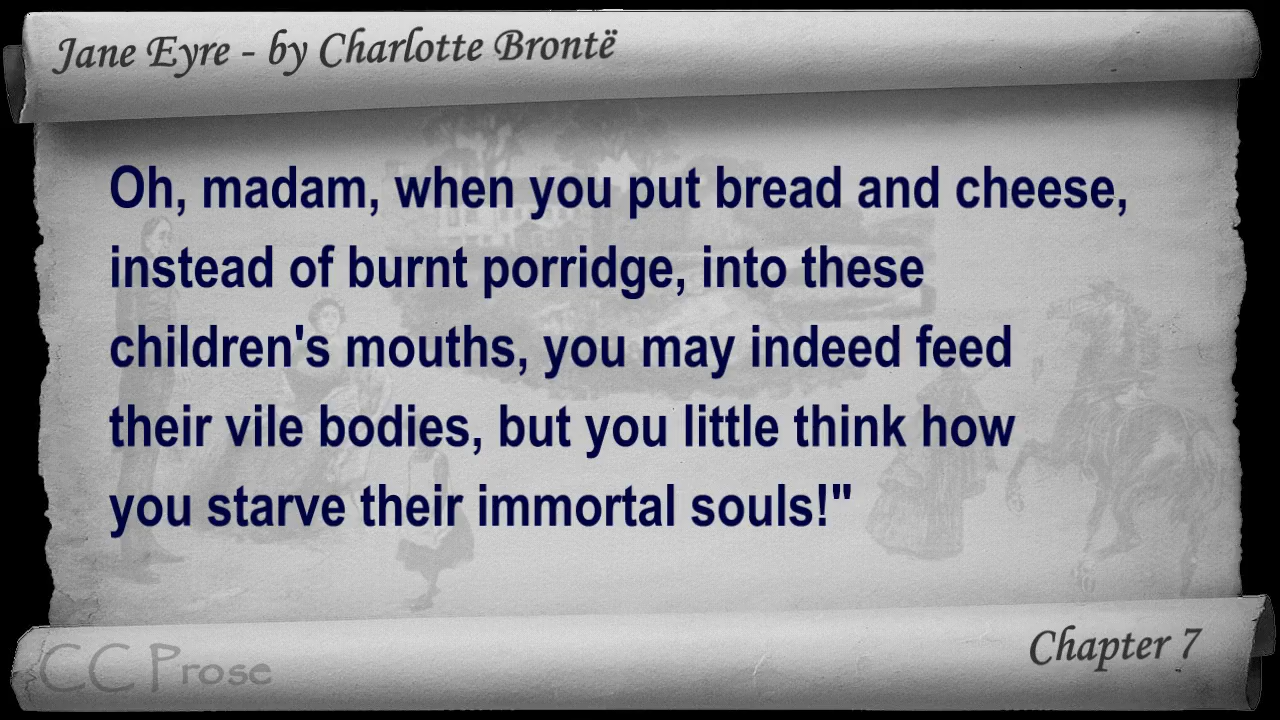 Jane Eyre - by Charlotte Brontë
Oh, madam, when you put bread and cheese,
instead of burnt porridge, into these
children's mouths, you may indeed feed
their vile bodies, but you little think how
you starve their immortal souls!"
Chapter 7
CC Prose